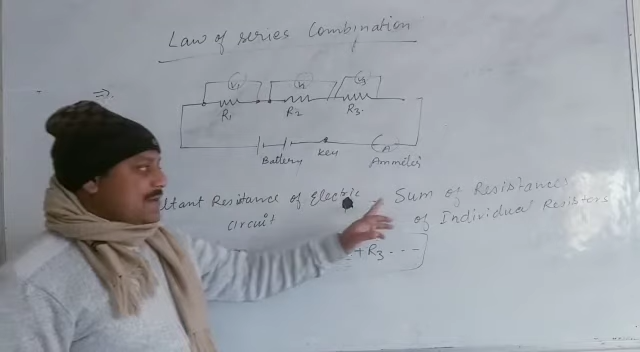 Law of series Combination
V1 V2 V3
R1 R2 R3
Battery key A Ammeter
ultant Resistance of Electric = Sum of Resistances
circuit of Individual Resistors
+ R3 - - -